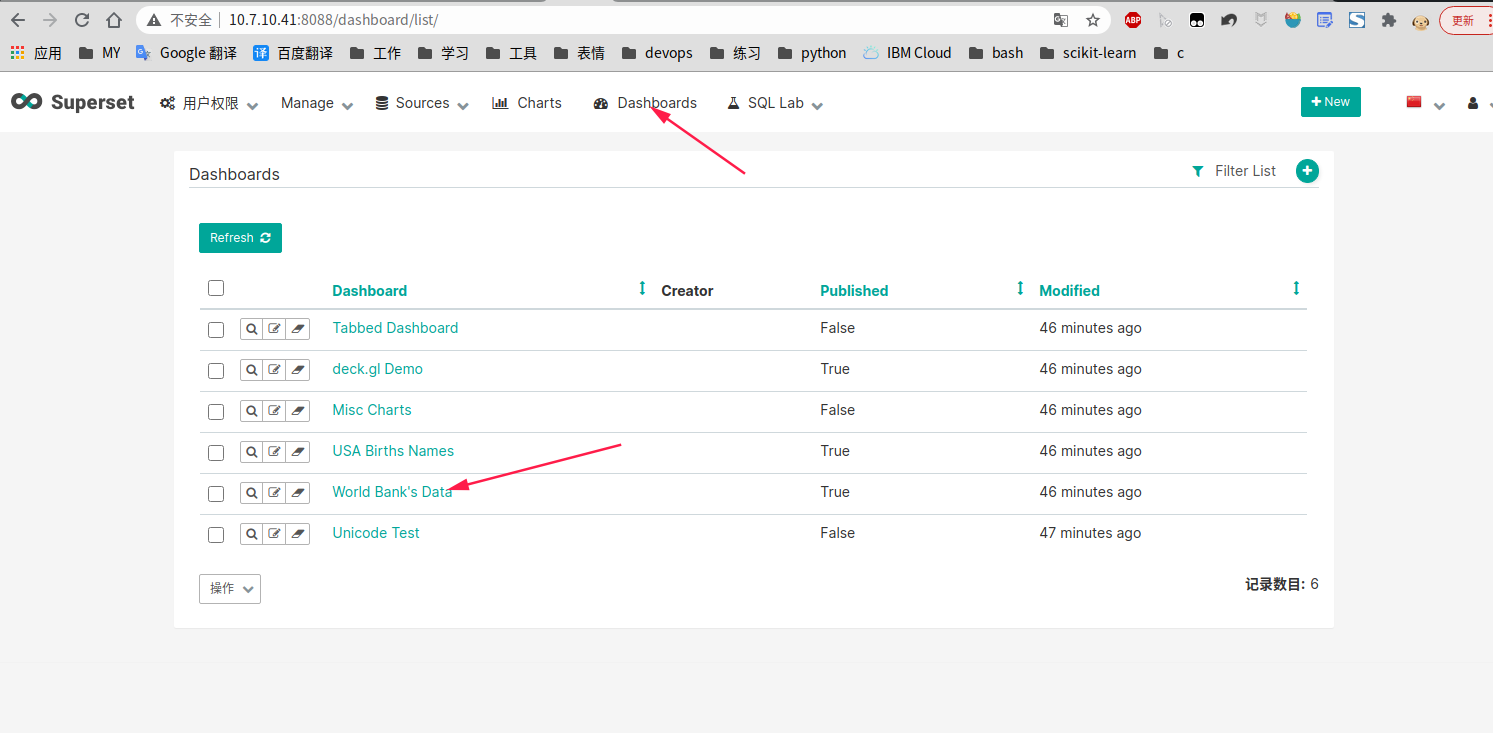 不安全 10.7.10.41:8088/dashboard/list/ ABP 更新
应用 MY Google 翻译 译 百度翻译 工作 学习 工具 表情 devops 练习 python IBM Cloud bash scikit-learn c
Superset 用户权限 Manage Sources Charts Dashboards SQL Lab + New
Dashboards Filter List
Refresh
Dashboard Creator Published Modified
Tabbed Dashboard False 46 minutes ago
deck.gl Demo True 46 minutes ago
Misc Charts False 46 minutes ago
USA Births Names True 46 minutes ago
World Bank's Data True 46 minutes ago
Unicode Test False 47 minutes ago
操作 记录数目: 6